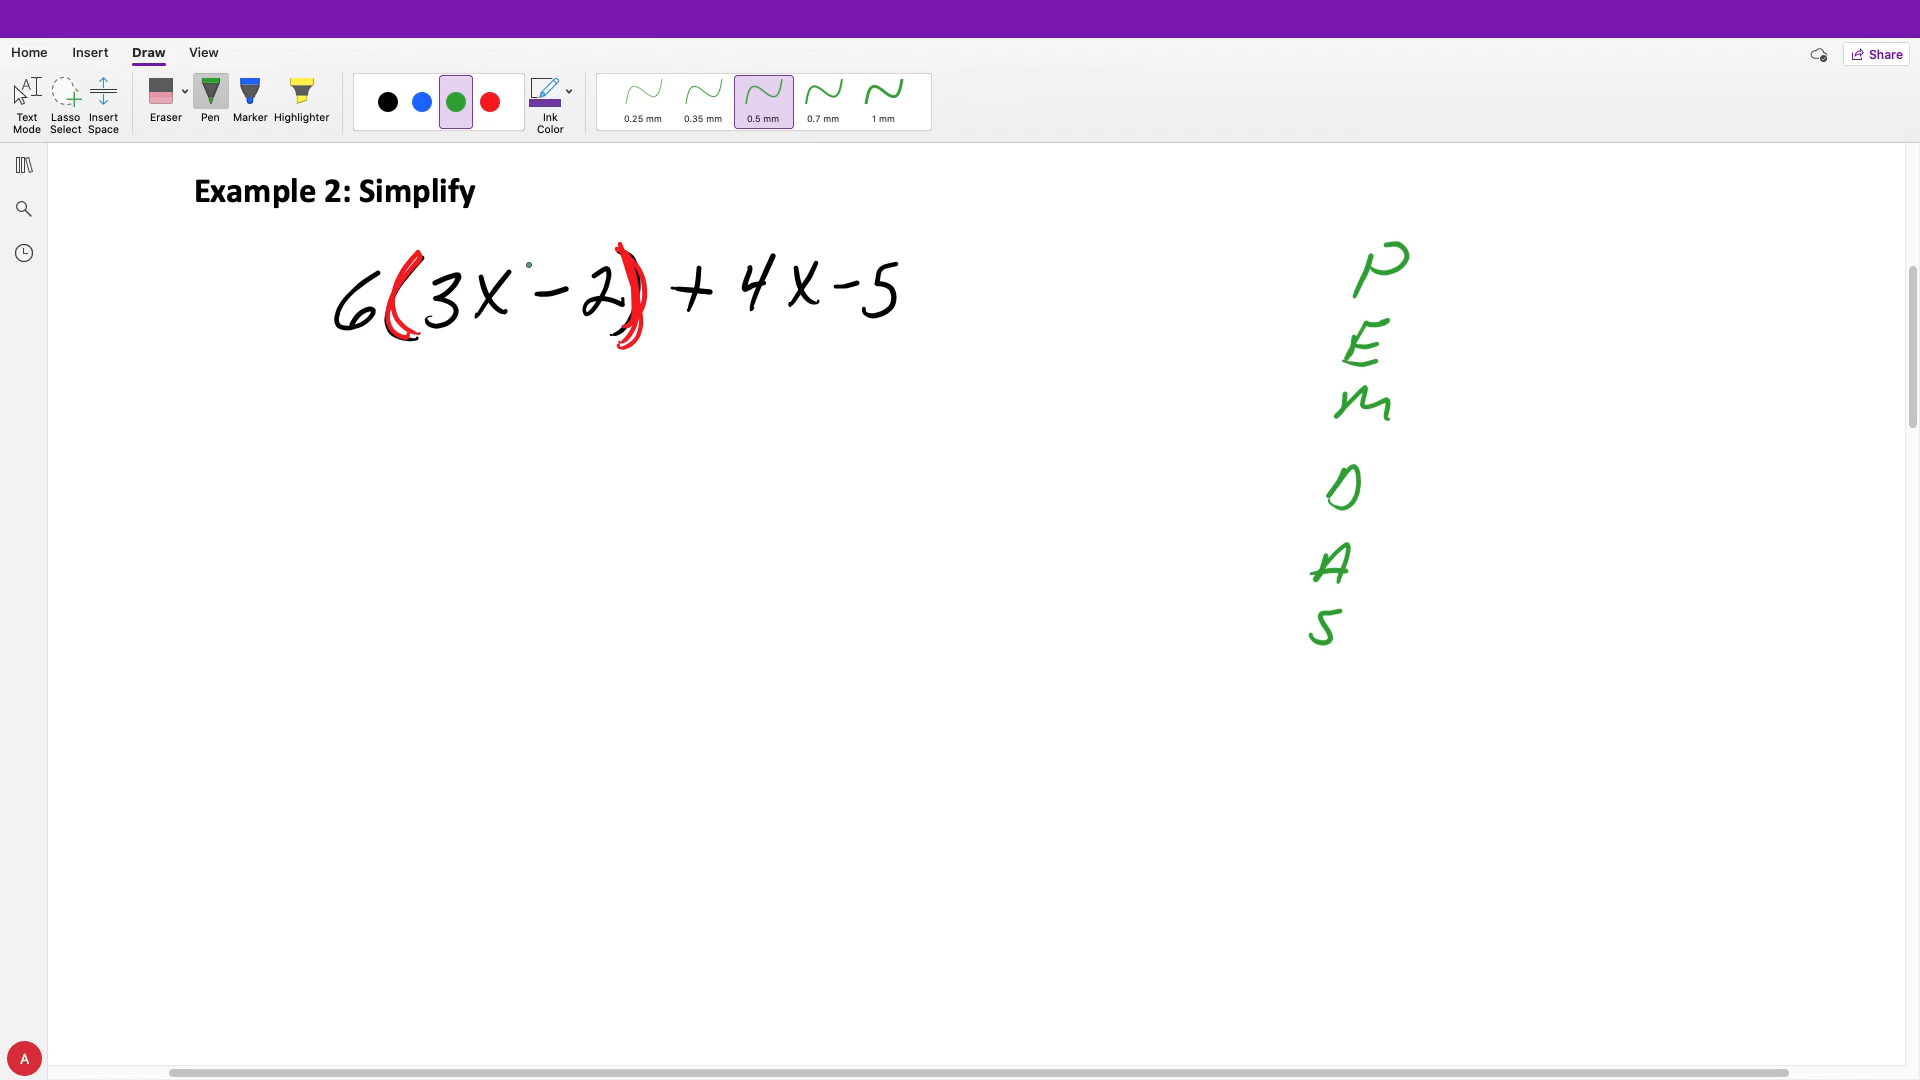 Home Insert Draw View
Share
Text Mode
Lasso Select
Insert Space
Eraser
Pen
Marker
Highlighter
Ink Color
0.25 mm
0.35 mm
0.5 mm
0.7 mm
1 mm
Example 2: Simplify
6(3x - 2) + 4x - 5
P
E
M
D
A
S
A